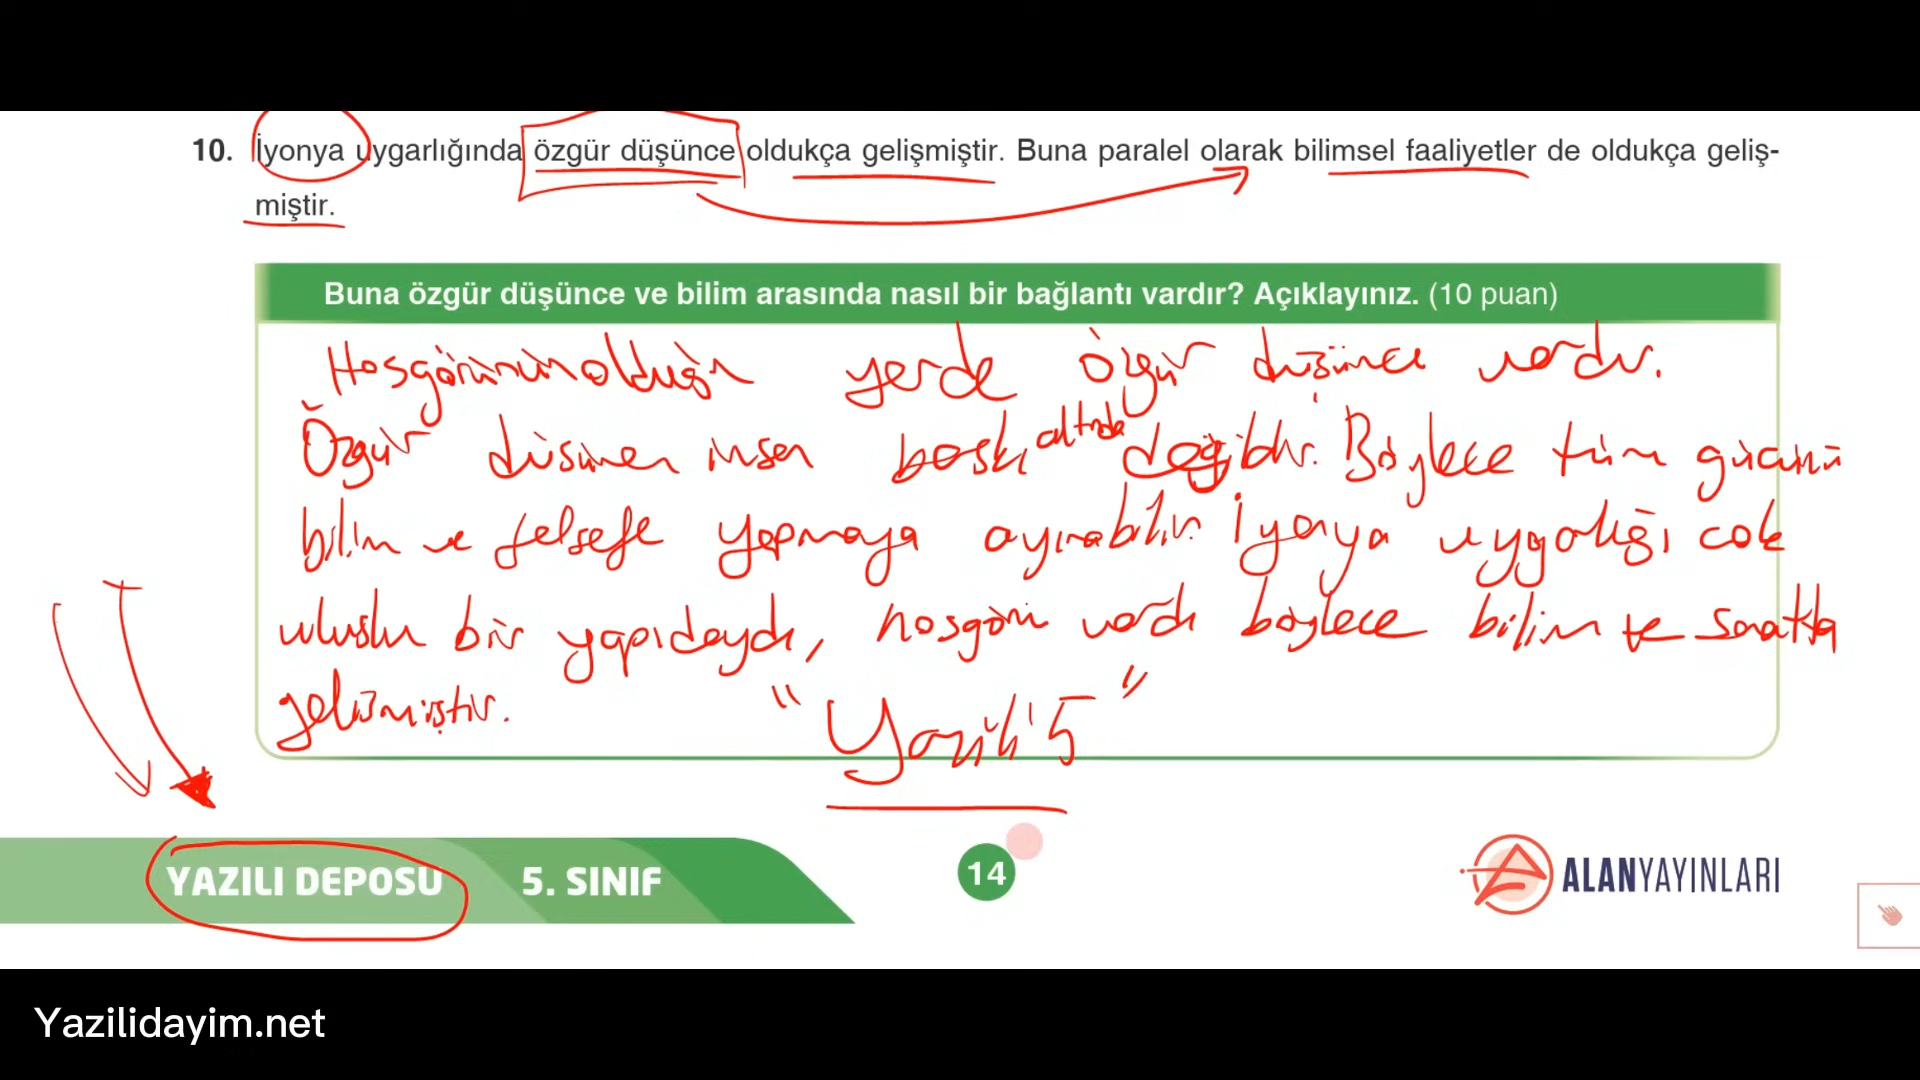 10. İyonya uygarlığında özgür düşünce oldukça gelişmiştir. Buna paralel olarak bilimsel faaliyetler de oldukça geliş-
miştir.
Buna özgür düşünce ve bilim arasında nasıl bir bağlantı vardır? Açıklayınız. (10 puan)
Hoşgörünün olduğu yerde özgür düşünce vardır.
Özgür düşünen insan baskı altında değildir. Böylece tüm gücünü
bilim ve felsefe yapmaya ayırabilir. İyonya uygarlığı çok
uluslu bir yapıdaydı, hoşgörü vardı böylece bilim ve sanatta
gelişmiştir.
"Yazılı 5"
YAZILI DEPOSU 5. SINIF 14 ALANYAYINLARI
Yazilidayim.net